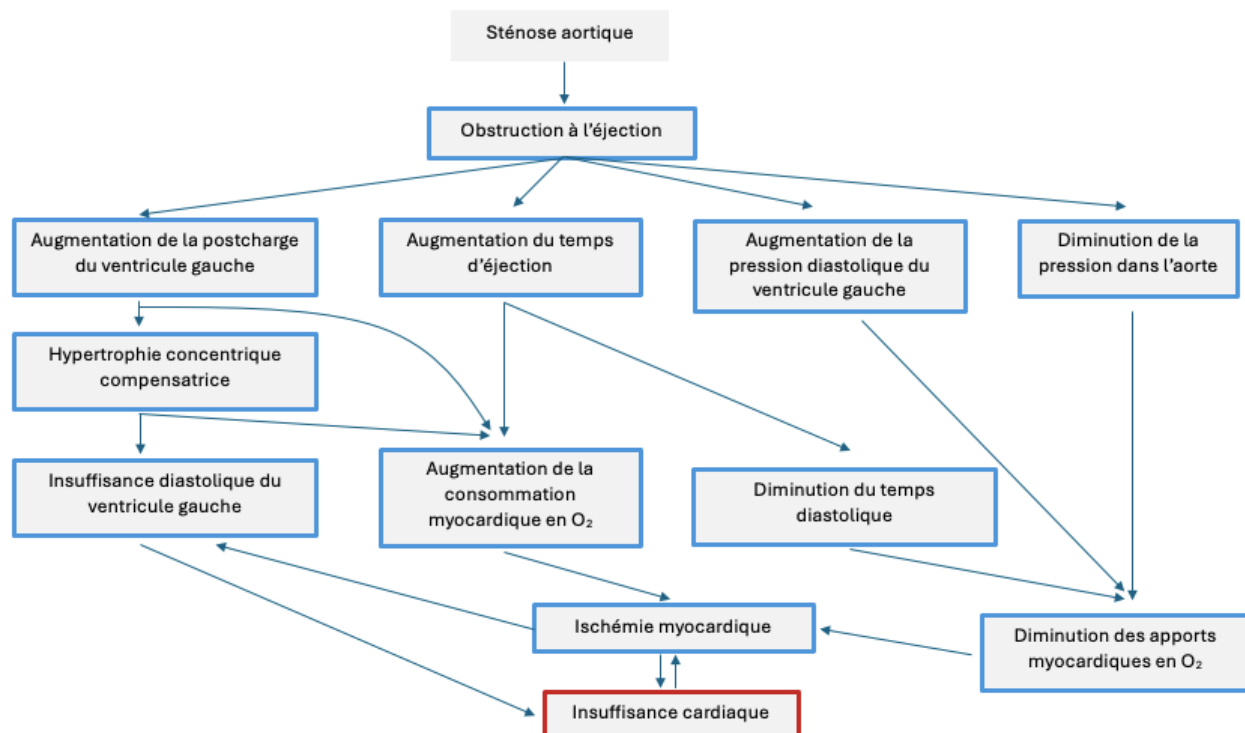 Sténose aortique
Obstruction à l’éjection
Augmentation de la postcharge
du ventricule gauche
Augmentation du temps
d’éjection
Augmentation de la
pression diastolique du
ventricule gauche
Diminution de la
pression dans l’aorte
Hypertrophie concentrique
compensatrice
Insuffisance diastolique du
ventricule gauche
Augmentation de la
consommation
myocardique en O₂
Diminution du temps
diastolique
Ischémie myocardique
Diminution des apports
myocardiques en O₂
Insuffisance cardiaque